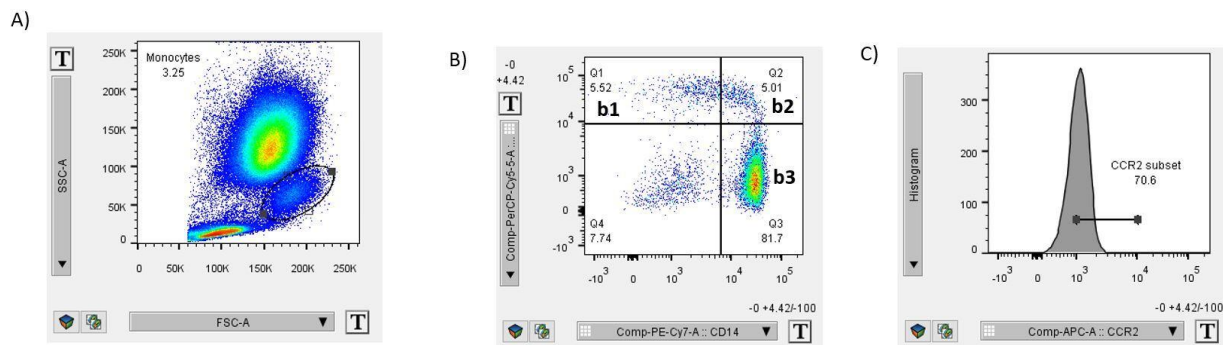 A)
T
Monocytes
3.25
250K
200K
150K
100K
50K
0
SSC-A
0 50K 100K 150K 200K 250K
FSC-A
T
B)
-0
+4.42
T
Q1
5.52
b1
Q2
5.01
b2
b3
Q4
7.74
Q3
81.7
10^5
10^4
10^3
0
-10^3
Comp-PerCP-Cy5-5-A :...
-10^3 0 10^3 10^4 10^5
-0 +4.42/-100
Comp-PE-Cy7-A :: CD14
T
C)
Histogram
300
200
100
0
CCR2 subset
70.6
-10^3 0 10^3 10^4 10^5
-0 +4.42/-100
Comp-APC-A :: CCR2
T